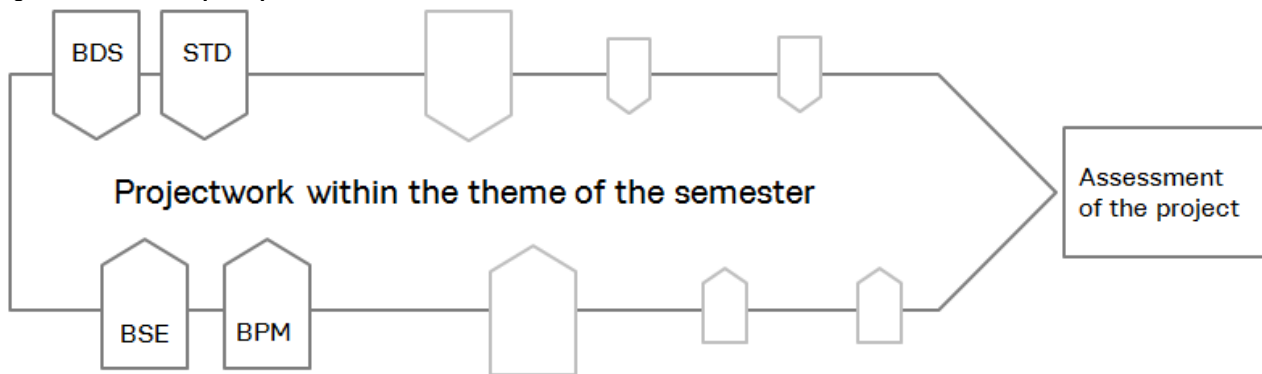 BDS
STD
Projectwork within the theme of the semester
Assessment
of the project
BSE
BPM